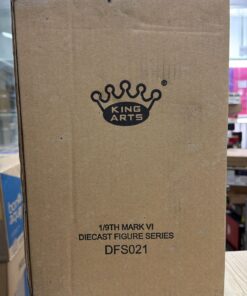 KING
ARTS
1/9TH MARK VI
DIECAST FIGURE SERIES
DFS021